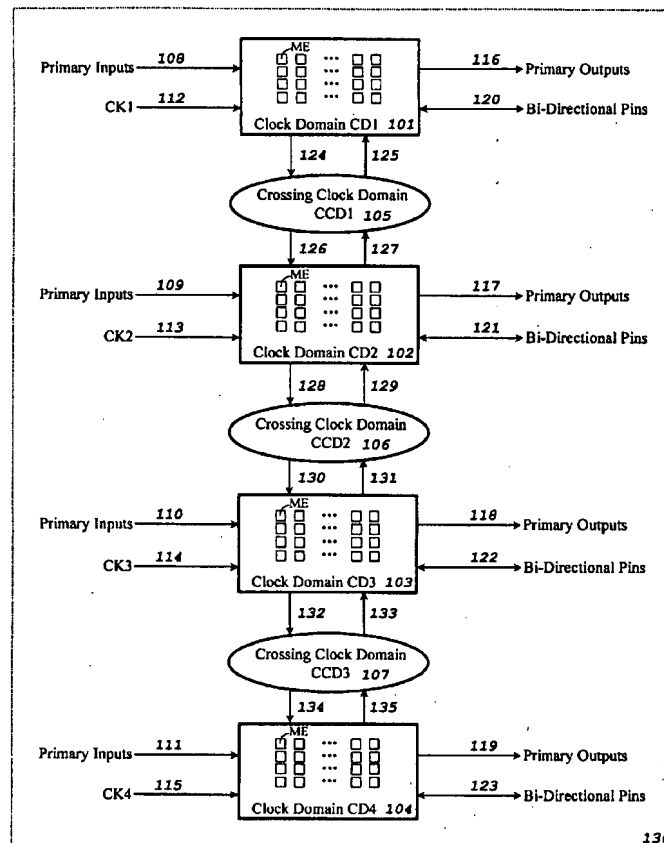 ME
Primary Inputs 108 116 Primary Outputs
CK1 112 120 Bi-Directional Pins
Clock Domain CD1 101
124 125
Crossing Clock Domain
CCD1 105
126 127
ME
Primary Inputs 109 117 Primary Outputs
CK2 113 121 Bi-Directional Pins
Clock Domain CD2 102
128 129
Crossing Clock Domain
CCD2 106
130 131
ME
Primary Inputs 110 118 Primary Outputs
CK3 114 122 Bi-Directional Pins
Clock Domain CD3 103
132 133
Crossing Clock Domain
CCD3 107
134 135
ME
Primary Inputs 111 119 Primary Outputs
CK4 115 123 Bi-Directional Pins
Clock Domain CD4 104